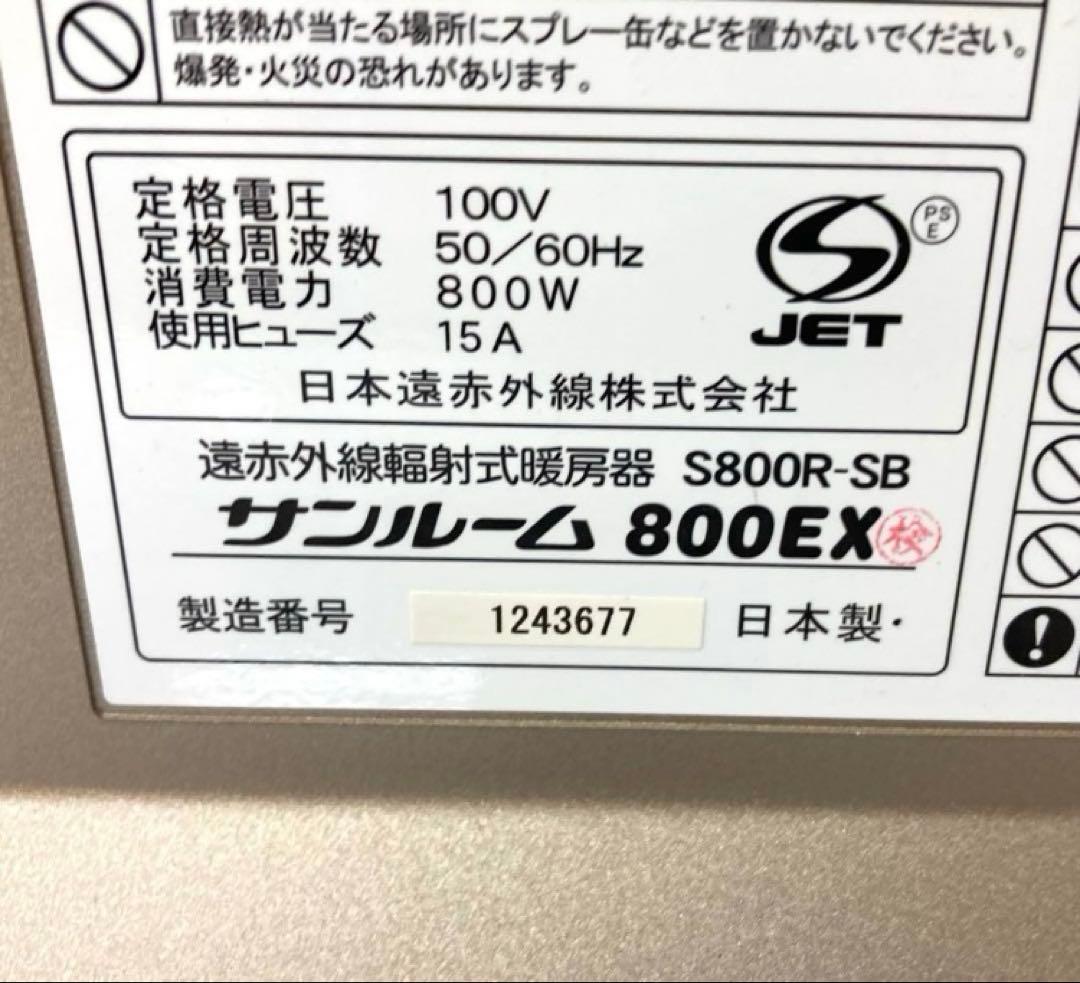 直接熱が当たる場所にスプレー缶などを置かないでください。
爆発・火災の恐れがあります。
定格電圧 100V
定格周波数 50/60Hz
消費電力 800W
使用ヒューズ 15A
PS
E
JET
日本遠赤外線株式会社
遠赤外線輻射式暖房器 S800R-SB
サンルーム 800EX 検
製造番号 1243677 日本製・